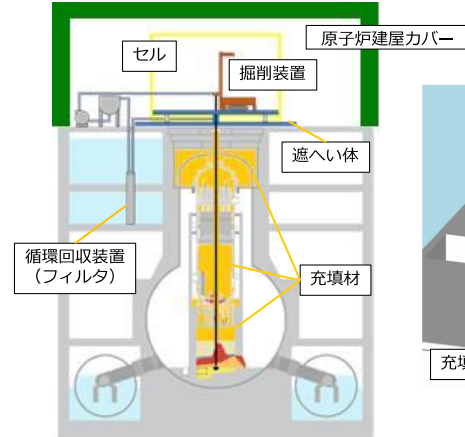 原子炉建屋カバー
セル
掘削装置
遮へい体
循環回収装置
（フィルタ）
充填材
充填